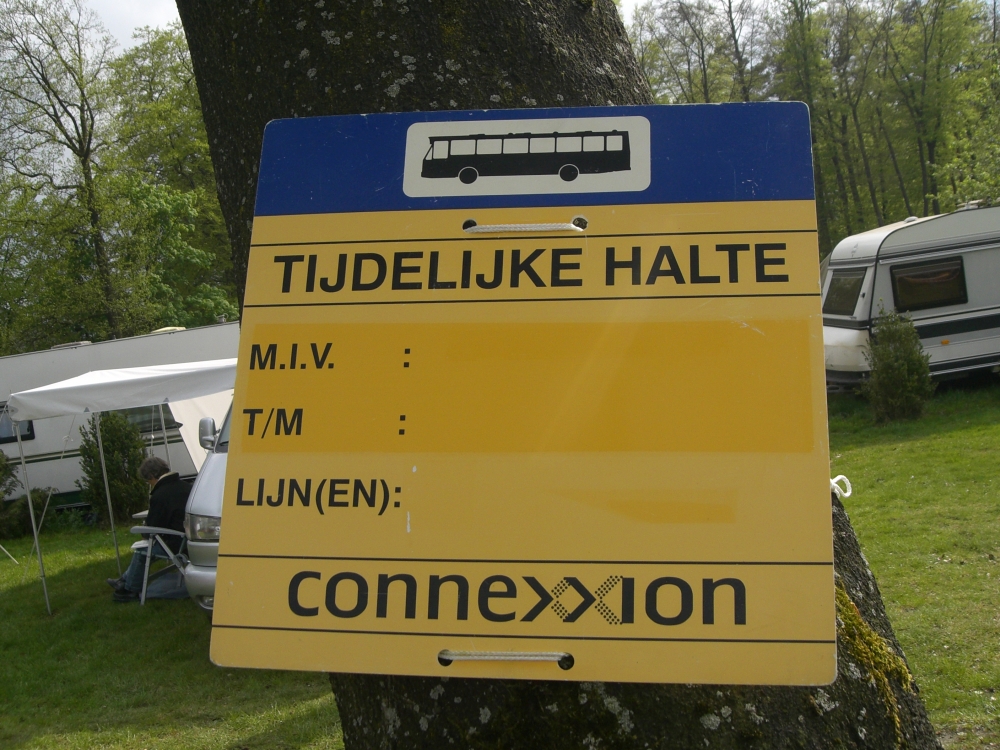 TIJDELIJKE HALTE
M.I.V. :
T/M :
LIJN(EN):
connexxion